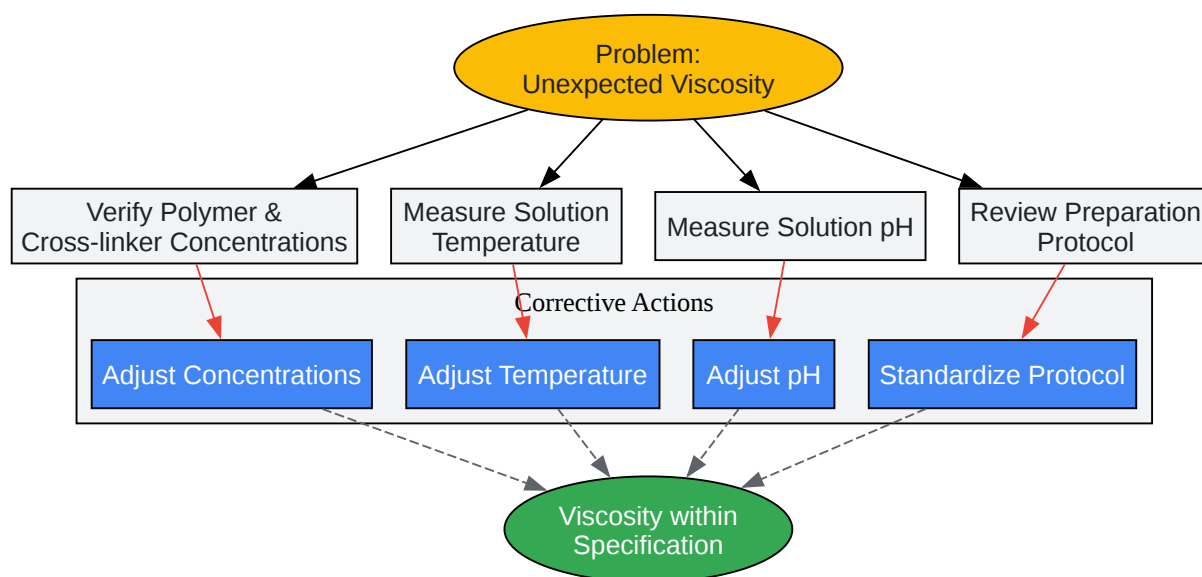 Problem:
Unexpected Viscosity
Verify Polymer &
Cross-linker Concentrations
Measure Solution
Temperature
Measure Solution pH
Review Preparation
Protocol
Corrective Actions
Adjust Concentrations
Adjust Temperature
Adjust pH
Standardize Protocol
Viscosity within
Specification